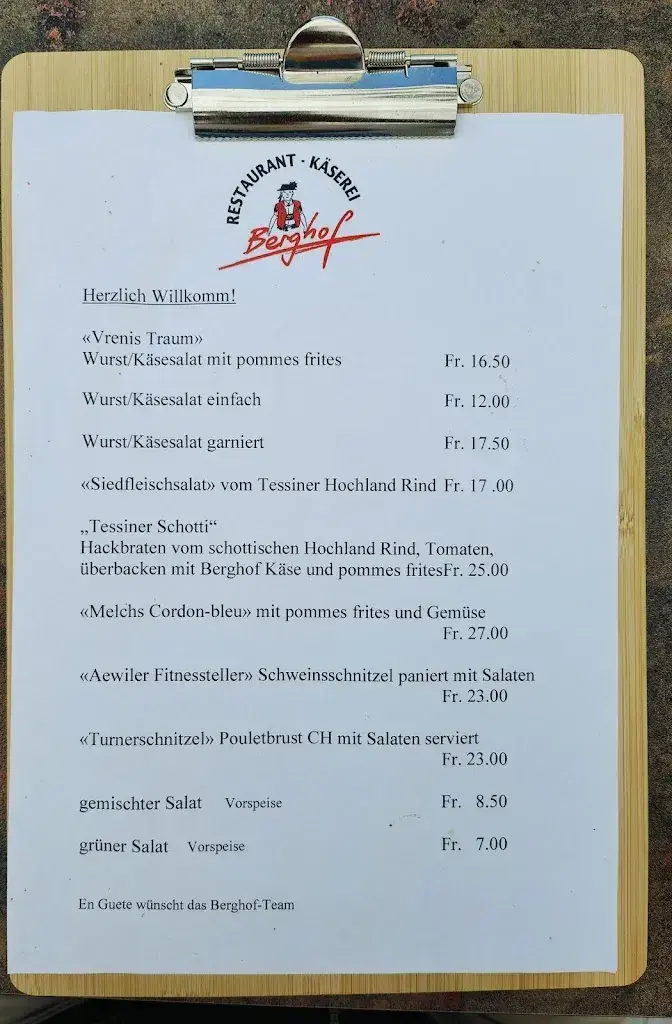 RESTAURANT · KÄSEREI
Berghof
Herzlich Willkomm!
«Vrenis Traum»
Wurst/Käsesalat mit pommes frites Fr. 16.50
Wurst/Käsesalat einfach Fr. 12.00
Wurst/Käsesalat garniert Fr. 17.50
«Siedfleischsalat» vom Tessiner Hochland Rind Fr. 17 .00
„Tessiner Schotti“
Hackbraten vom schottischen Hochland Rind, Tomaten,
überbacken mit Berghof Käse und pommes fritesFr. 25.00
«Melchs Cordon-bleu» mit pommes frites und Gemüse
Fr. 27.00
«Aewiler Fitnessteller» Schweinsschnitzel paniert mit Salaten
Fr. 23.00
«Turnerschnitzel» Pouletbrust CH mit Salaten serviert
Fr. 23.00
gemischter Salat Vorspeise Fr. 8.50
grüner Salat Vorspeise Fr. 7.00
En Guete wünscht das Berghof-Team